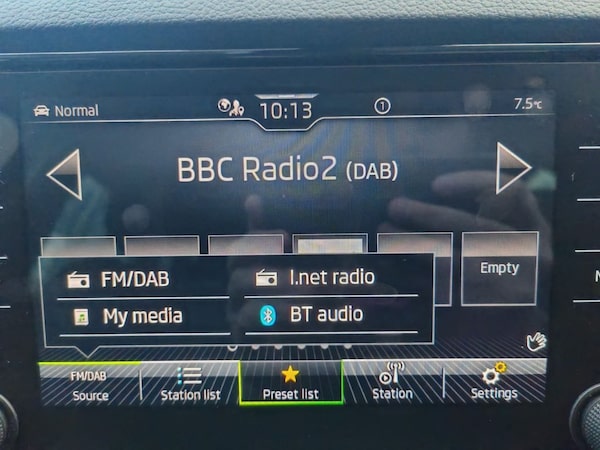 Normal
10:13
1
7.5°C
BBC Radio2 (DAB)
Empty
FM/DAB
I.net radio
My media
BT audio
FM/DAB
Source
Station list
Preset list
Station
Settings